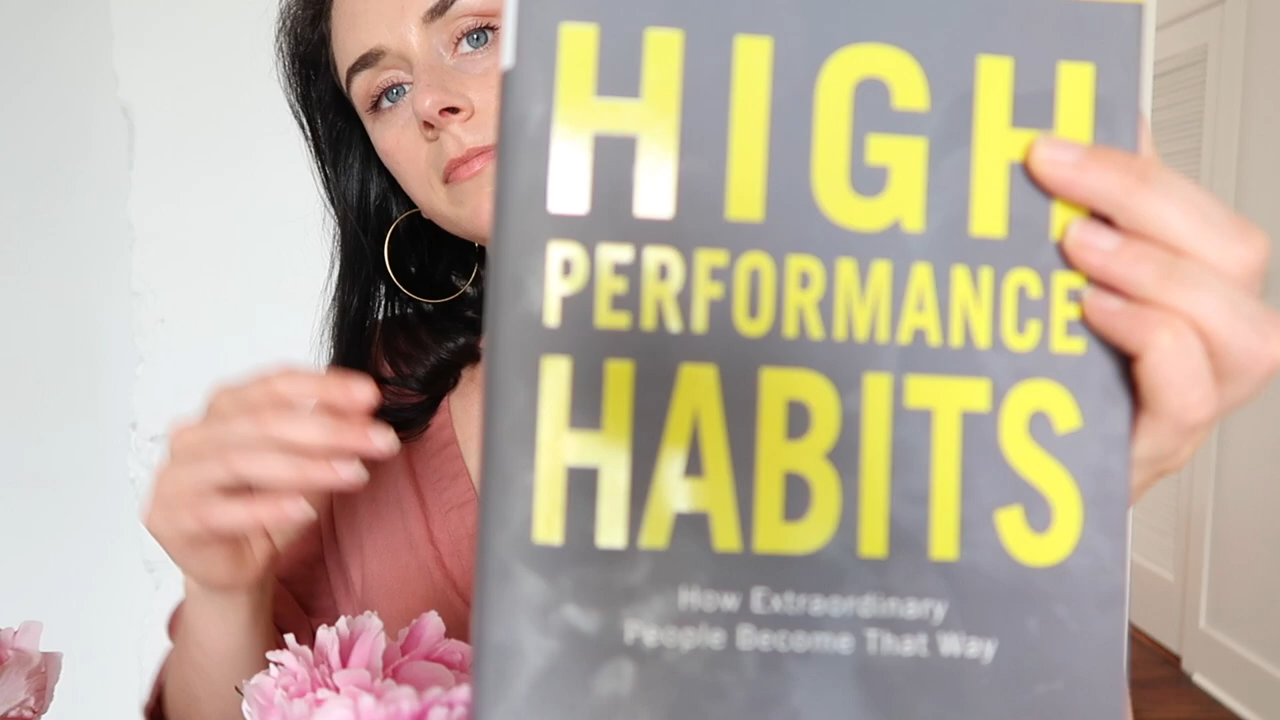 HIGH
PERFORMANCE
HABITS
How Extraordinary
People Become That Way